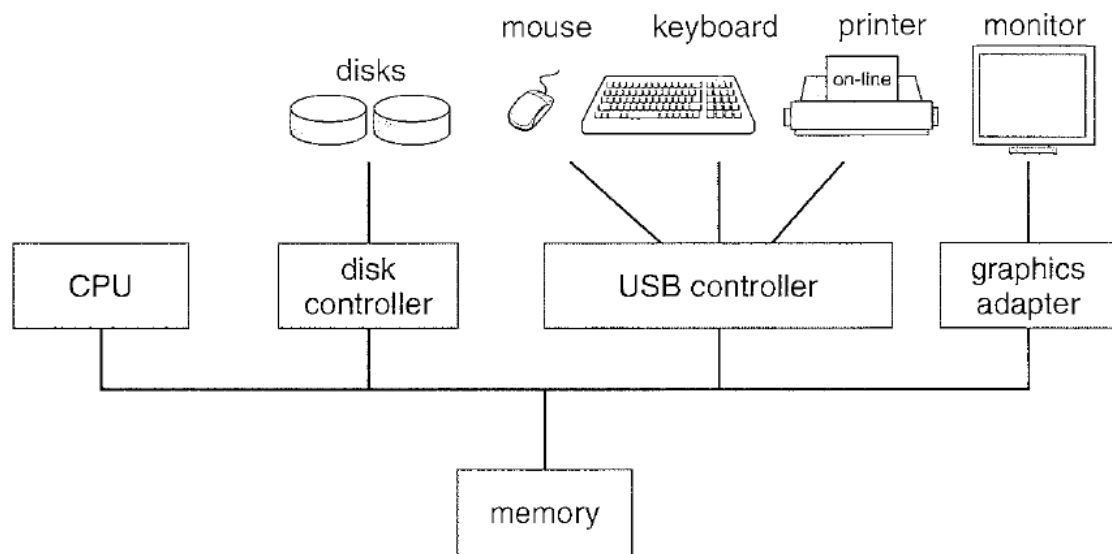 mouse
keyboard
printer
monitor
disks
on-line
CPU
disk
controller
USB controller
graphics
adapter
memory